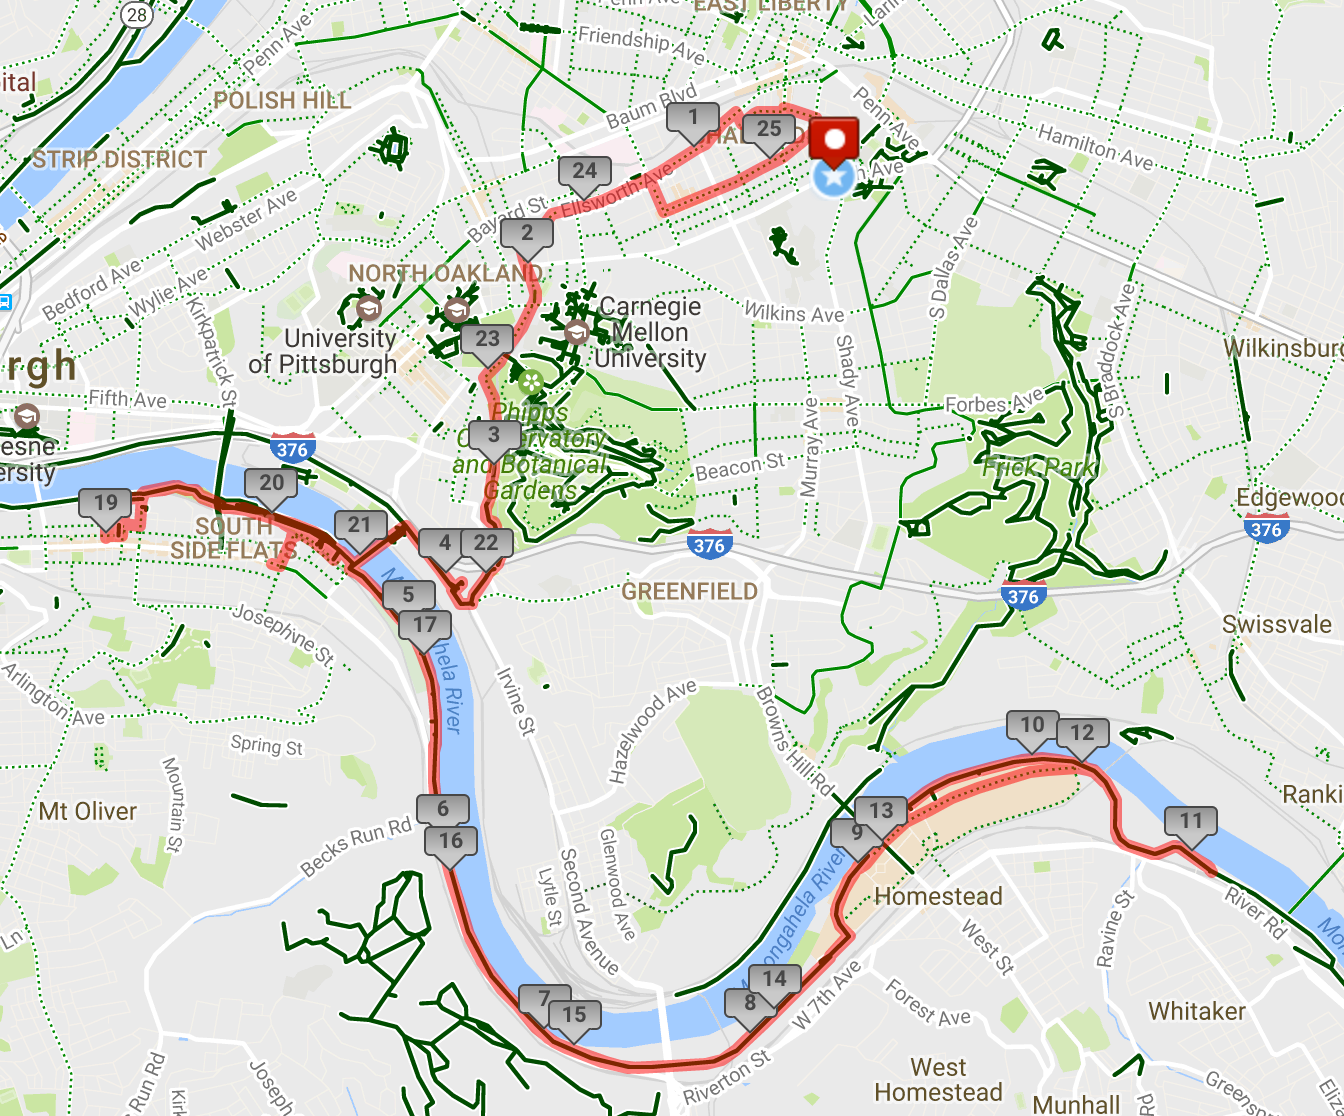 EAST LIBERTY
28
Penn Ave
Friendship Ave
POLISH HILL
Baum Blvd
1
25
Penn Ave
Hamilton Ave
STRIP DISTRICT
24
Ellsworth Ave
n Ave
Webster Ave
Bayard St
2
NORTH OAKLAND
Bedford Ave
Wylie Ave
Kirkpatrick St
S Dallas Ave
S Braddock Ave
Carnegie
Mellon
University
Wilkins Ave
University
of Pittsburgh
23
Shady Ave
Wilkinsburg
rgh
Fifth Ave
Phipps
Conservatory
and Botanical
Gardens
3
Forbes Ave
Murray Ave
Beacon St
Frick Park
esne
ersity
376
20
19
Edgewood
376
SOUTH
SIDE FLATS
21
4
22
376
5
17
GREENFIELD
376
Swissvale
Josephne St
hela River
Arlington Ave
Irvine St
Hazelwood Ave
Browns Hill Rd
Spring St
10
12
Mountain St
Mt Oliver
6
16
Becks Run Rd
13
9
11
Ranki
Glenwood Ave
Lytle St
Second Avenue
Monongahela River
Homestead
River Rd
Ln
West St
Ravine St
7
15
8
14
W 7th Ave
Forest Ave
Whitaker
Riverton St
Run Rd
Joseph
Kirk
West
Homestead
Munhall
Greens